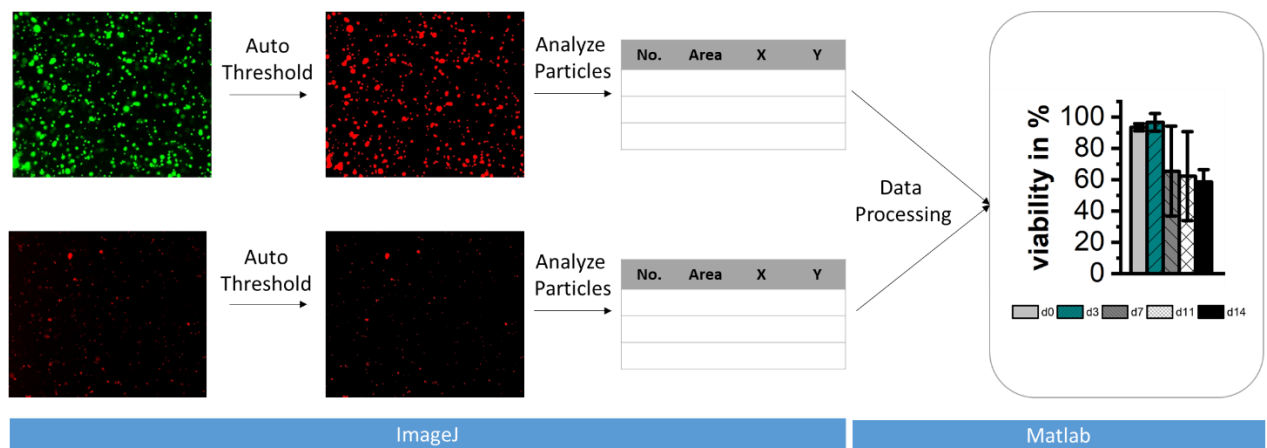 Auto
Threshold
Analyze
Particles
No. Area X Y
Data
Processing
Auto
Threshold
Analyze
Particles
No. Area X Y
viability in %
100
80
60
40
20
0
d0 d3 d7 d11 d14
ImageJ
Matlab